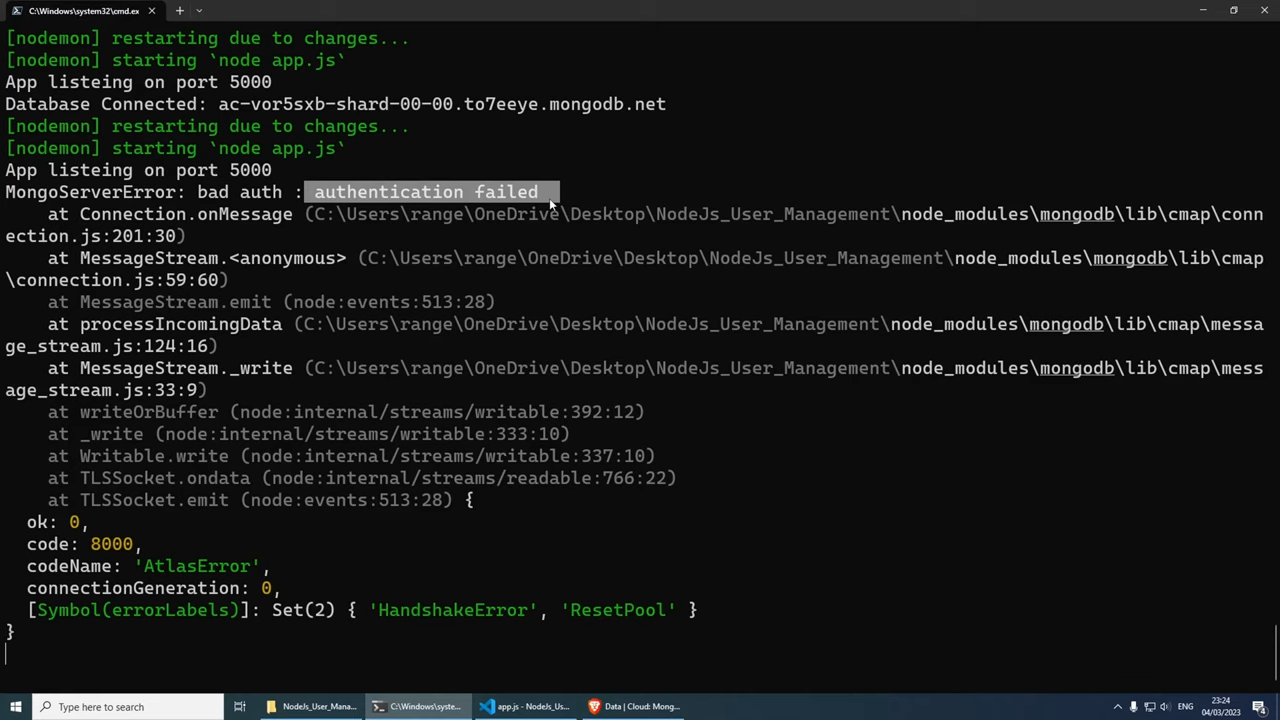 C:\Windows\system32\cmd.ex
[nodemon] restarting due to changes...
[nodemon] starting `node app.js`
App listeing on port 5000
Database Connected: ac-vor5sxb-shard-00-00.to7eeye.mongodb.net
[nodemon] restarting due to changes...
[nodemon] starting `node app.js`
App listeing on port 5000
MongoServerError: bad auth : authentication failed
at Connection.onMessage (C:\Users\range\OneDrive\Desktop\NodeJs_User_Management\node_modules\mongodb\lib\cmap\conn
ection.js:201:30)
at MessageStream.<anonymous> (C:\Users\range\OneDrive\Desktop\NodeJs_User_Management\node_modules\mongodb\lib\cmap
\connection.js:59:60)
at MessageStream.emit (node:events:513:28)
at processIncomingData (C:\Users\range\OneDrive\Desktop\NodeJs_User_Management\node_modules\mongodb\lib\cmap\messa
ge_stream.js:124:16)
at MessageStream._write (C:\Users\range\OneDrive\Desktop\NodeJs_User_Management\node_modules\mongodb\lib\cmap\mess
age_stream.js:33:9)
at writeOrBuffer (node:internal/streams/writable:392:12)
at _write (node:internal/streams/writable:333:10)
at Writable.write (node:internal/streams/writable:337:10)
at TLSSocket.ondata (node:internal/streams/readable:766:22)
at TLSSocket.emit (node:events:513:28) {
ok: 0,
code: 8000,
codeName: 'AtlasError',
connectionGeneration: 0,
[Symbol(errorLabels)]: Set(2) { 'HandshakeError', 'ResetPool' }
}
Type here to search
NodeJs_User_Mana...
C:\Windows\syste...
app.js - NodeJs_Us...
Data | Cloud: Mong...
ENG
23:24
04/03/2023
4